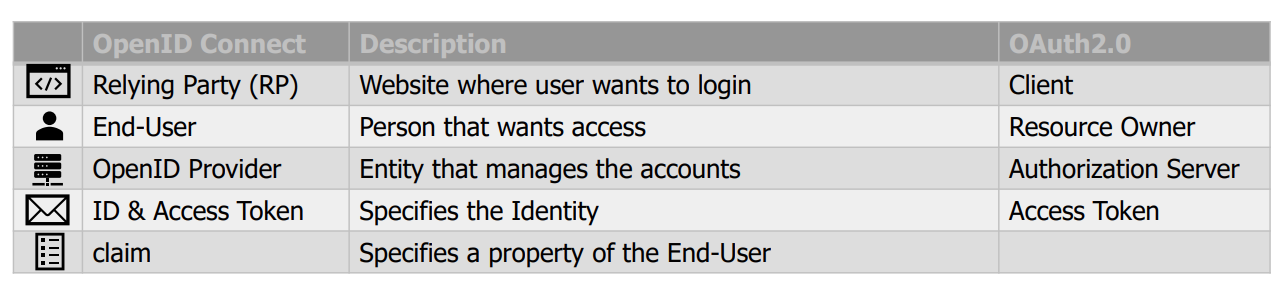 OpenID Connect Description OAuth2.0
Relying Party (RP) Website where user wants to login Client
End-User Person that wants access Resource Owner
OpenID Provider Entity that manages the accounts Authorization Server
ID & Access Token Specifies the Identity Access Token
claim Specifies a property of the End-User